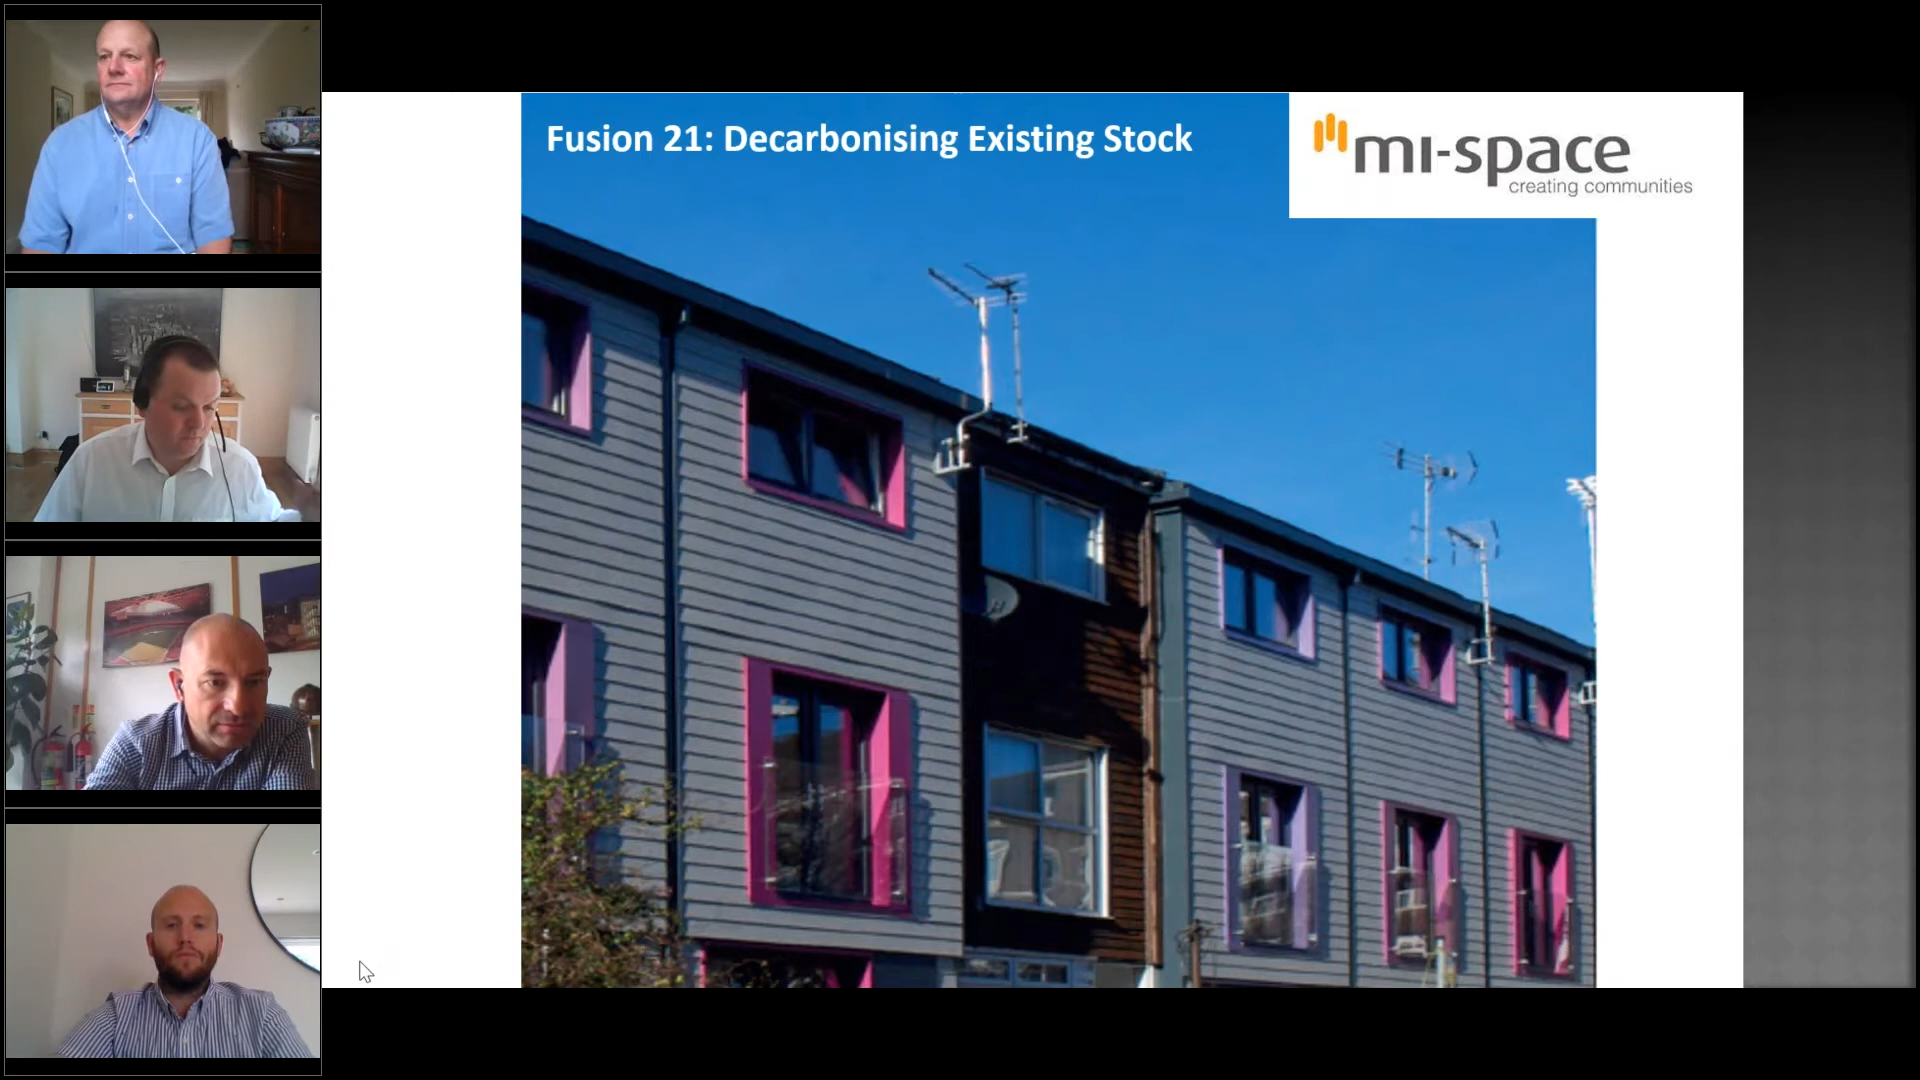 Fusion 21: Decarbonising Existing Stock
mi-space
creating communities